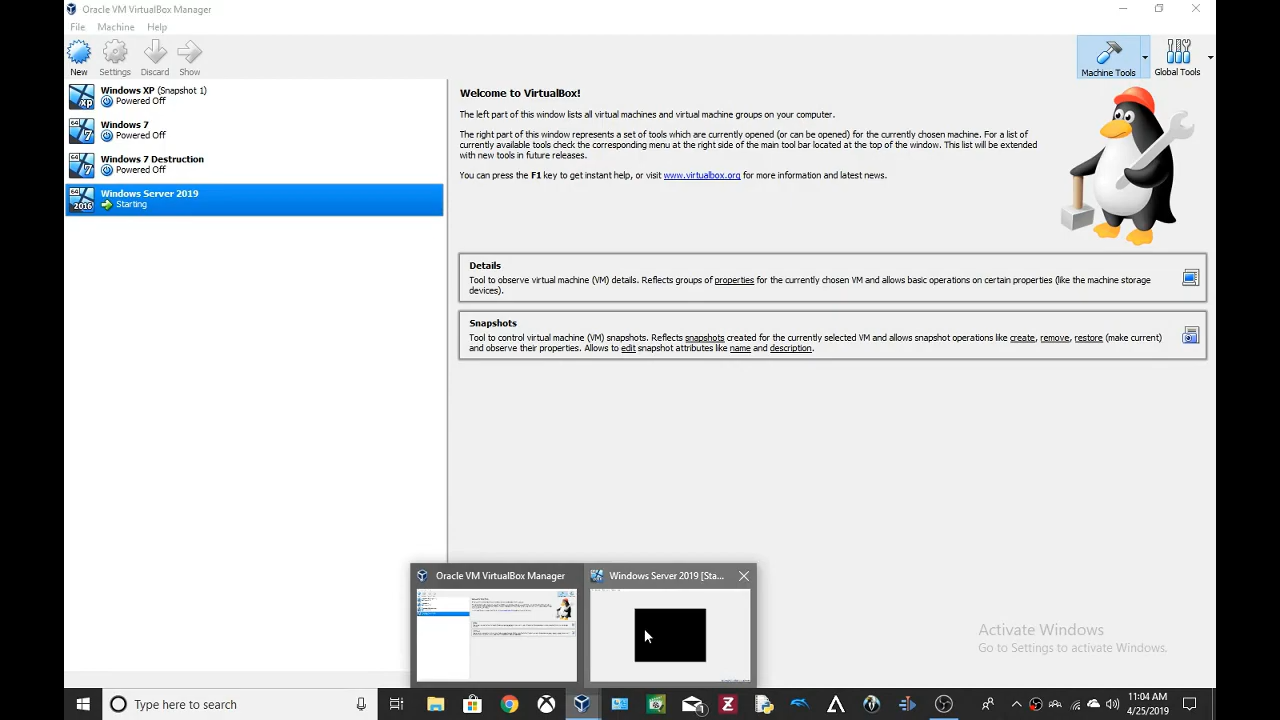 Oracle VM VirtualBox Manager
File Machine Help
New Settings Discard Show
Machine Tools Global Tools
XP
Windows XP (Snapshot 1)
Powered Off
64
7
Windows 7
Powered Off
64
7
Windows 7 Destruction
Powered Off
64
2016
Windows Server 2019
Starting
Welcome to VirtualBox!
The left part of this window lists all virtual machines and virtual machine groups on your computer.
The right part of this window represents a set of tools which are currently opened (or can be opened) for the currently chosen machine. For a list of
currently available tools check the corresponding menu at the right side of the main tool bar located at the top of the window. This list will be extended
with new tools in future releases.
You can press the F1 key to get instant help, or visit www.virtualbox.org for more information and latest news.
Details
Tool to observe virtual machine (VM) details. Reflects groups of properties for the currently chosen VM and allows basic operations on certain properties (like the machine storage
devices).
Snapshots
Tool to control virtual machine (VM) snapshots. Reflects snapshots created for the currently selected VM and allows snapshot operations like create, remove, restore (make current)
and observe their properties. Allows to edit snapshot attributes like name and description.
Oracle VM VirtualBox Manager
Windows Server 2019 [Sta...
Activate Windows
Go to Settings to activate Windows.
Type here to search
11:04 AM
4/25/2019